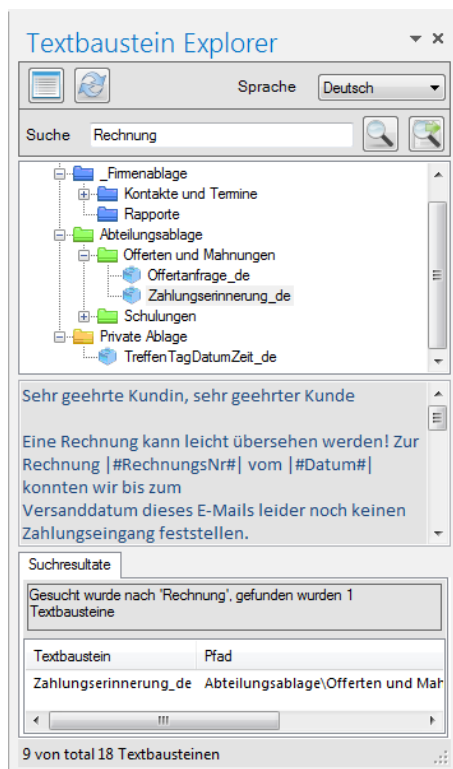 Textbaustein Explorer
Sprache Deutsch
Suche Rechnung
_Firmenablage
Kontakte und Termine
Rapporte
Abteilungsablage
Offerten und Mahnungen
Offertanfrage_de
Zahlungserinnerung_de
Schulungen
Private Ablage
TreffenTagDatumZeit_de
Sehr geehrte Kundin, sehr geehrter Kunde
Eine Rechnung kann leicht übersehen werden! Zur
Rechnung |#RechnungsNr#| vom |#Datum#|
konnten wir bis zum
Versanddatum dieses E-Mails leider noch keinen
Zahlungseingang feststellen.
Suchresultate
Gesucht wurde nach 'Rechnung', gefunden wurden 1
Textbausteine
Textbaustein Pfad
Zahlungserinnerung_de Abteilungsablage\Offerten und Mah
9 von total 18 Textbausteinen